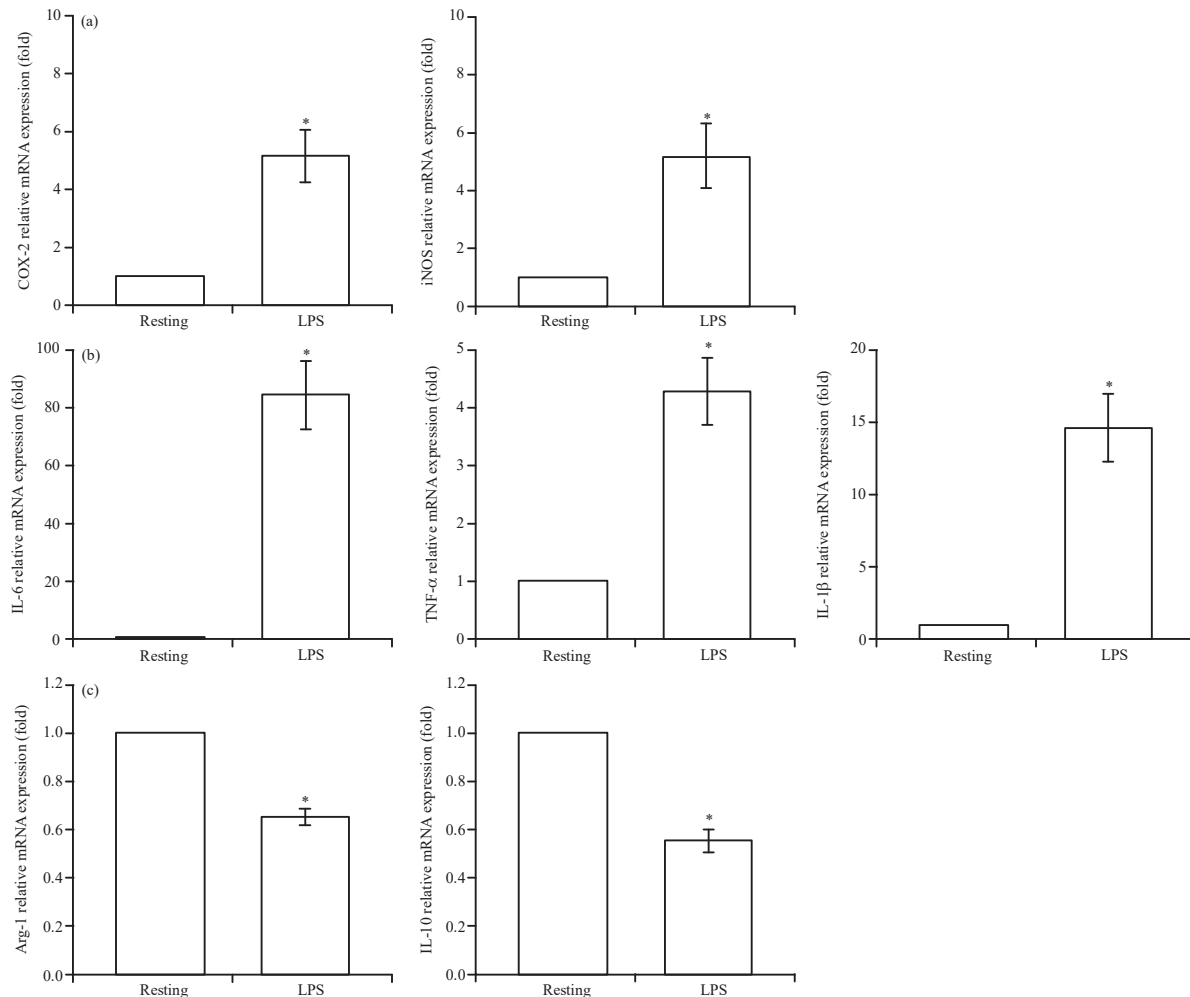 (a)
COX-2 relative mRNA expression (fold)
10
8
6
4
2
0
*
Resting
LPS
iNOS relative mRNA expression (fold)
10
8
6
4
2
0
*
Resting
LPS
(b)
IL-6 relative mRNA expression (fold)
100
80
60
40
20
0
*
Resting
LPS
TNF-α relative mRNA expression (fold)
5
4
3
2
1
0
*
Resting
LPS
IL-1β relative mRNA expression (fold)
20
15
10
5
0
*
Resting
LPS
(c)
Arg-1 relative mRNA expression (fold)
1.2
1.0
0.8
0.6
0.4
0.2
0.0
*
Resting
LPS
IL-10 relative mRNA expression (fold)
1.2
1.0
0.8
0.6
0.4
0.2
0.0
*
Resting
LPS